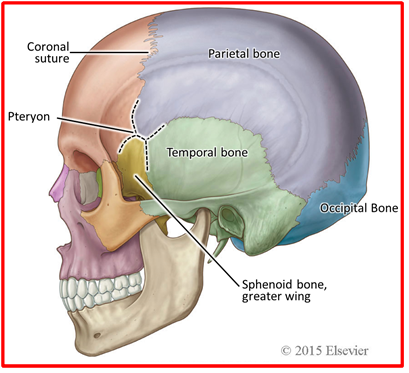 Coronal
suture
Parietal bone
Pteryon
Temporal bone
Occipital Bone
Sphenoid bone,
greater wing
© 2015 Elsevier